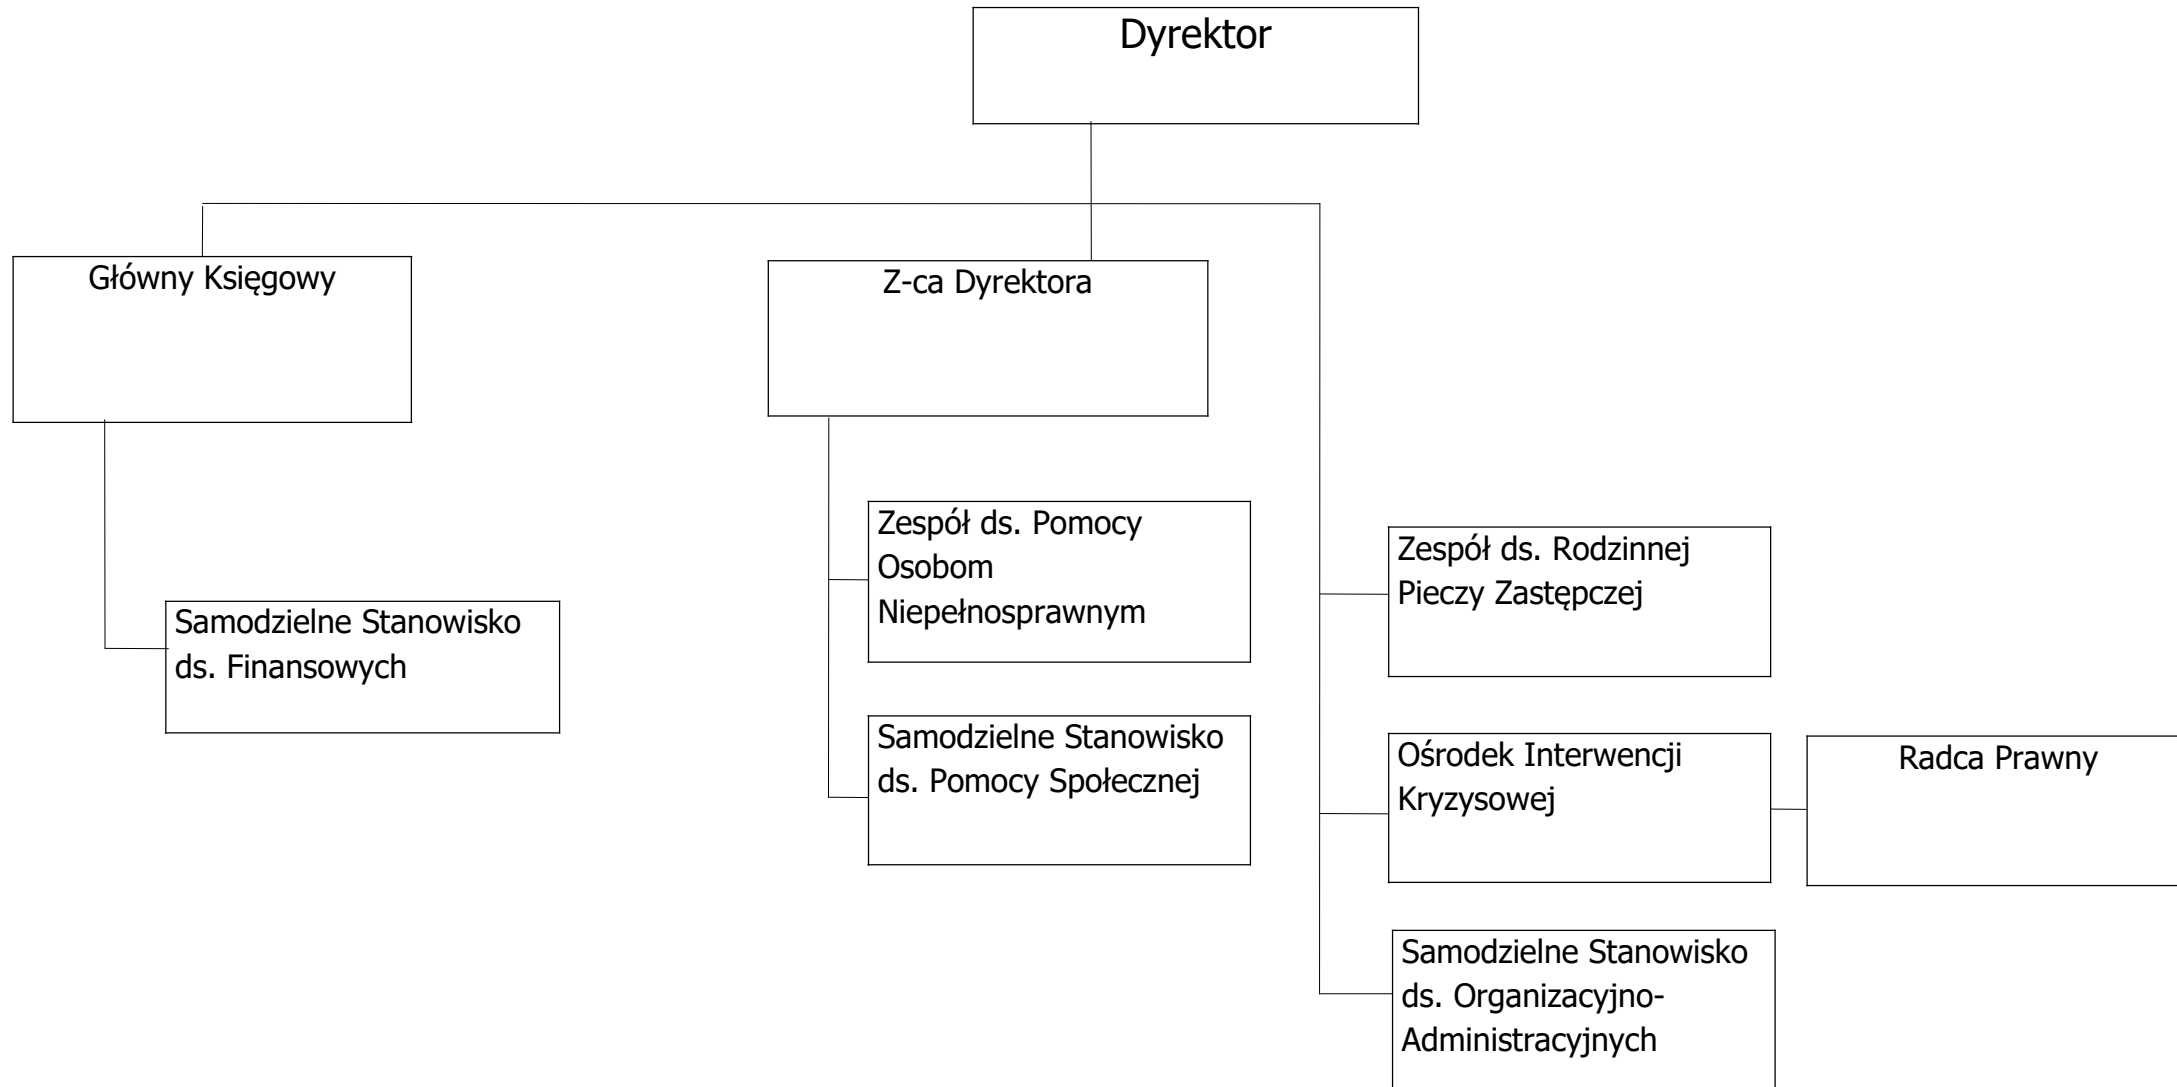 Dyrektor
Główny Księgowy
Z-ca Dyrektora
Zespół ds. Pomocy
Osobom
Niepełnosprawnym
Zespół ds. Rodzinnej
Pieczy Zastępczej
Samodzielne Stanowisko
ds. Finansowych
Samodzielne Stanowisko
ds. Pomocy Społecznej
Ośrodek Interwencji
Kryzysowej
Radca Prawny
Samodzielne Stanowisko
ds. Organizacyjno-
Administracyjnych